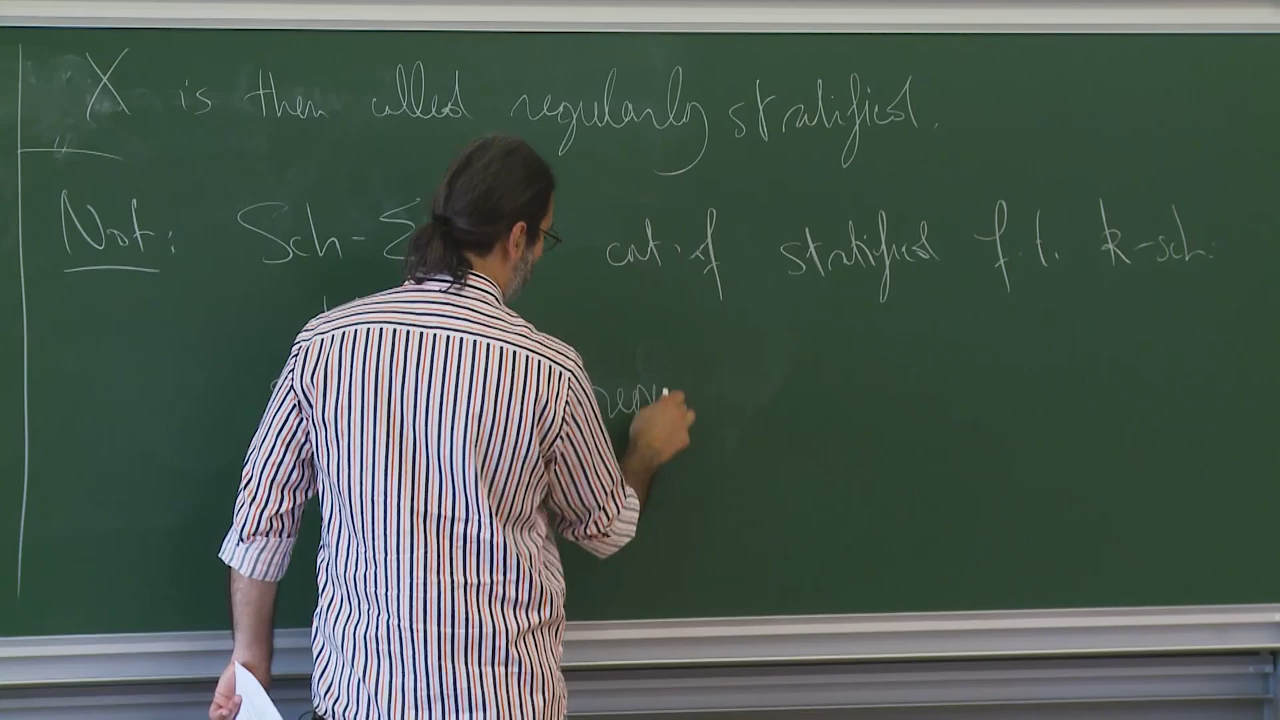 X is then called regularly stratified.
Not: Sch-Σ cat. of stratified f.t. k-sch.